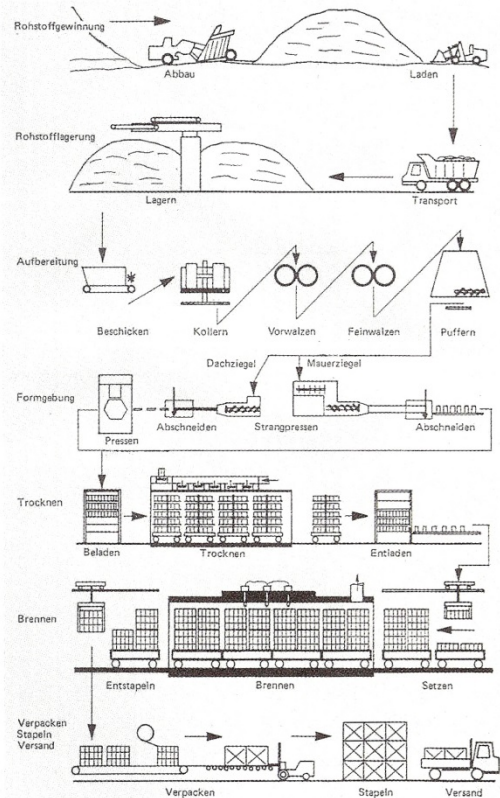 Rohstoffgewinnung
Abbau
Laden
Rohstofflagerung
Lagern
Transport
Aufbereitung
Beschicken
Kollern
Vorwalzen
Feinwalzen
Puffern
Dachziegel
Mauerziegel
Formgebung
Pressen
Abschneiden
Strangpressen
Abschneiden
Trocknen
Beladen
Trocknen
Entladen
Brennen
Entstapeln
Brennen
Setzen
Verpacken
Stapeln
Versand
Verpacken
Stapeln
Versand